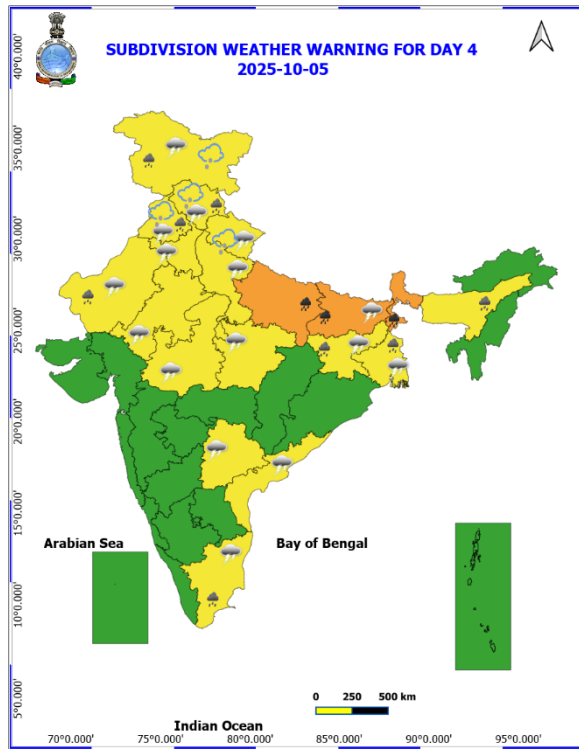 SUBDIVISION WEATHER WARNING FOR DAY 4
2025-10-05
40°0.000'
35°0.000'
30°0.000'
25°0.000'
20°0.000'
15°0.000'
10°0.000'
5°0.000'
Arabian Sea
Bay of Bengal
0 250 500 km
Indian Ocean
70°0.000' 75°0.000' 80°0.000' 85°0.000' 90°0.000' 95°0.000'